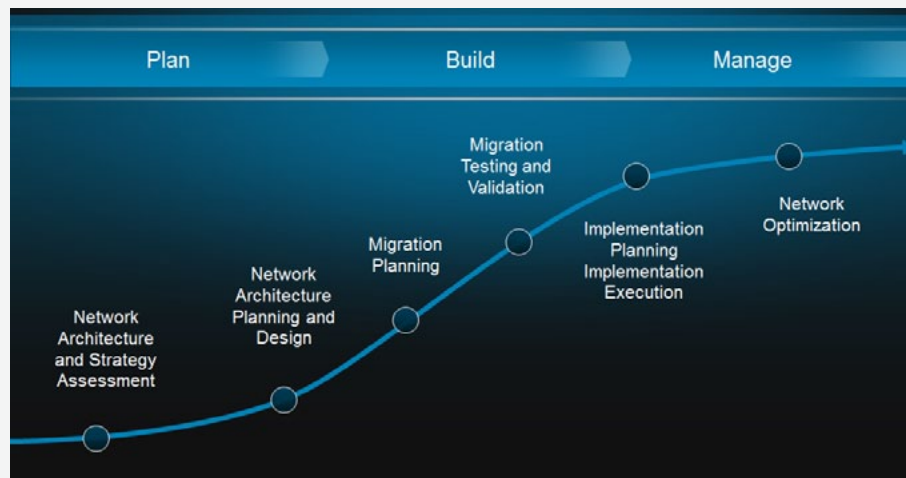 Plan
Build
Manage
Network
Architecture
and Strategy
Assessment
Network
Architecture
Planning and
Design
Migration
Planning
Migration
Testing and
Validation
Implementation
Planning
Implementation
Execution
Network
Optimization